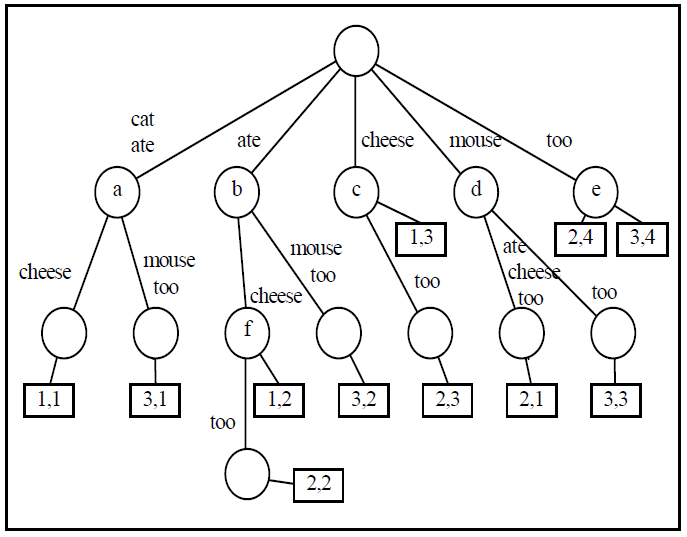 cat
ate
ate
cheese
mouse
too
a
b
c
d
e
1,3
2,4
3,4
cheese
mouse
too
mouse
too
cheese
too
ate
cheese
too
too
f
1,1
3,1
1,2
3,2
2,3
2,1
3,3
too
2,2